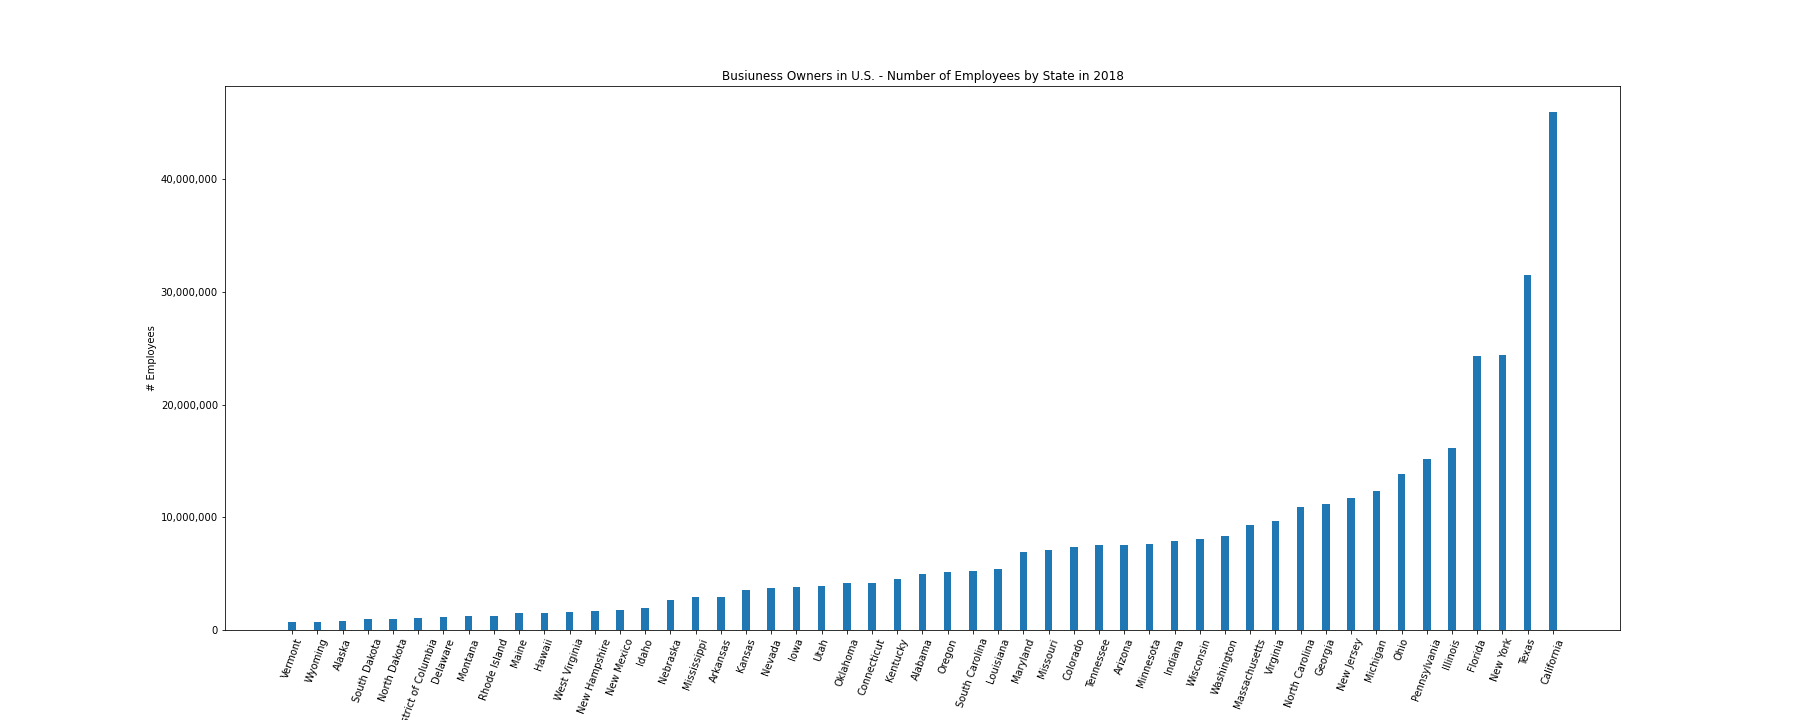 Busiuness Owners in U.S. - Number of Employees by State in 2018
# Employees
40,000,000
30,000,000
20,000,000
10,000,000
0
Vermont
Wyoming
Alaska
South Dakota
North Dakota
strict of Columbia
Delaware
Montana
Rhode Island
Maine
Hawaii
West Virginia
New Hampshire
New Mexico
Idaho
Nebraska
Mississippi
Arkansas
Kansas
Nevada
Iowa
Utah
Oklahoma
Connecticut
Kentucky
Alabama
Oregon
South Carolina
Louisiana
Maryland
Missouri
Colorado
Tennessee
Arizona
Minnesota
Indiana
Wisconsin
Washington
Massachusetts
Virginia
North Carolina
Georgia
New Jersey
Michigan
Ohio
Pennsylvania
Illinois
Florida
New York
Texas
California